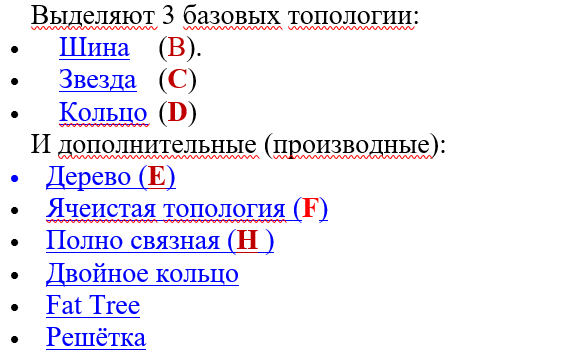 Выделяют 3 базовых топологии:
• Шина (В).
• Звезда (С)
• Кольцо (D)
И дополнительные (производные):
• Дерево (Е)
• Ячеистая топология (F)
• Полно связная (Н )
• Двойное кольцо
• Fat Tree
• Решётка